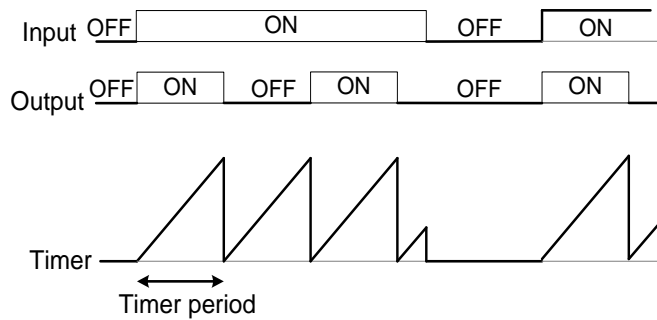 Input OFF ON OFF ON
Output OFF ON OFF ON OFF ON
Timer
Timer period